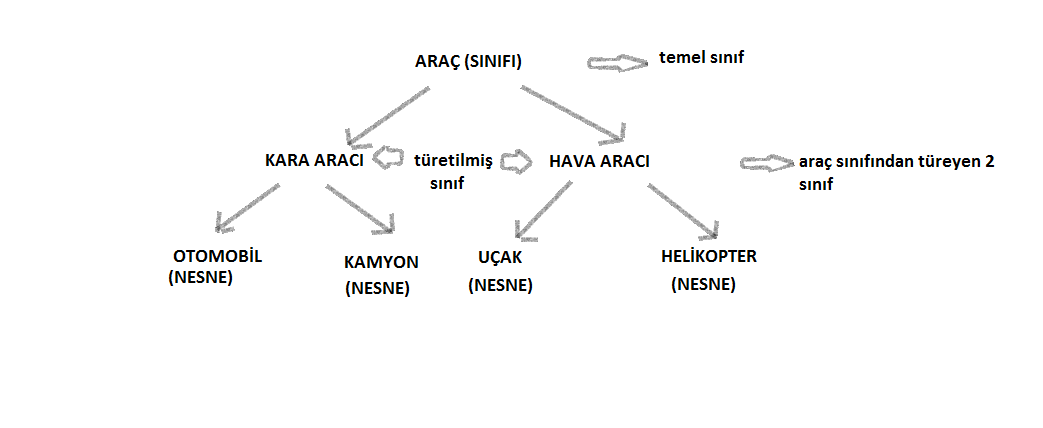 ARAÇ (SINIFI)
temel sınıf
KARA ARACI
türetilmiş
sınıf
HAVA ARACI
araç sınıfından türeyen 2
sınıf
OTOMOBİL
(NESNE)
KAMYON
(NESNE)
UÇAK
(NESNE)
HELİKOPTER
(NESNE)